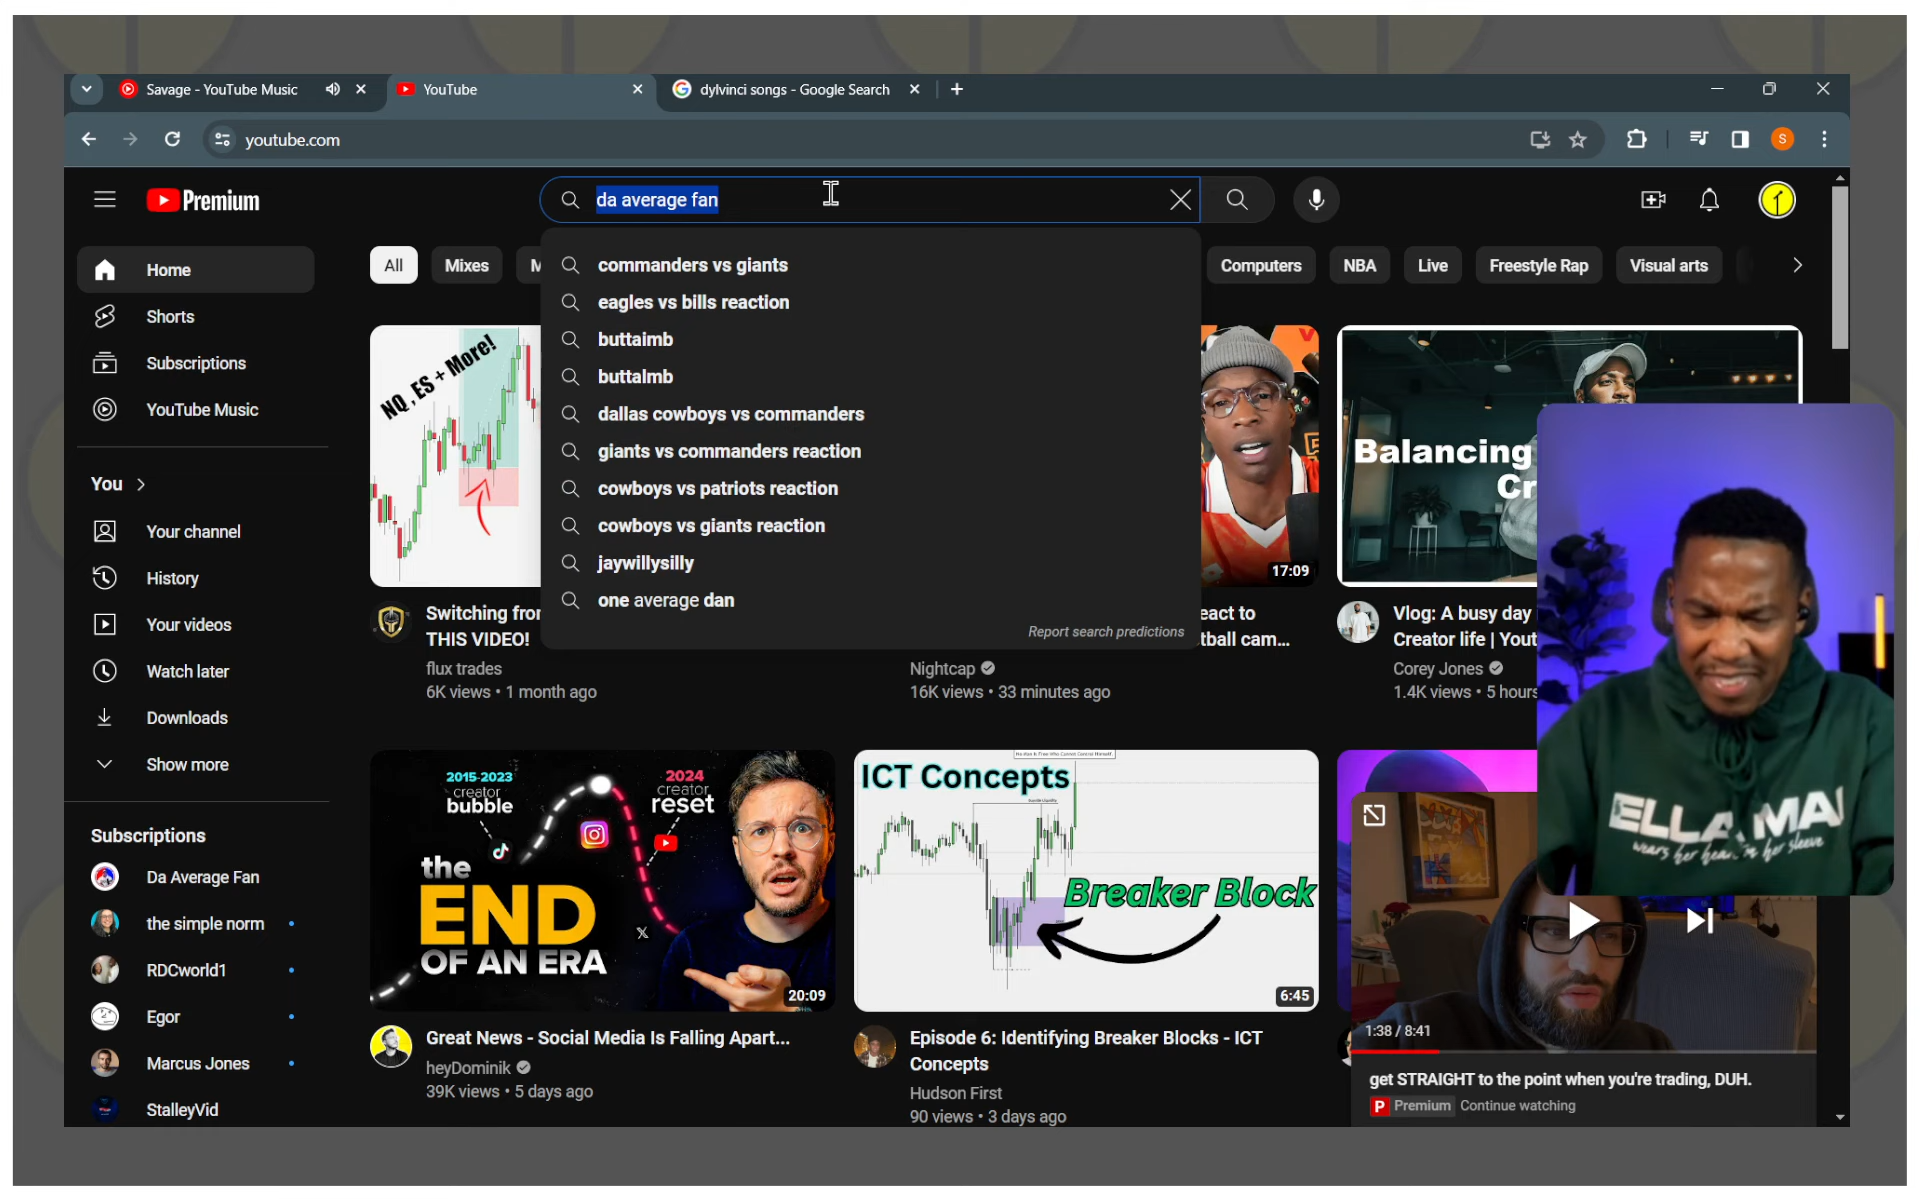 Savage - YouTube Music
YouTube
dylvinci songs - Google Search
youtube.com
S
Premium
da average fan
Home
Shorts
Subscriptions
YouTube Music
You
Your channel
History
Your videos
Watch later
Downloads
Show more
Subscriptions
Da Average Fan
the simple norm
RDCworld1
Egor
Marcus Jones
StalleyVid
All
Mixes
M
Computers
NBA
Live
Freestyle Rap
Visual arts
commanders vs giants
eagles vs bills reaction
buttaimb
buttalmb
dallas cowboys vs commanders
giants vs commanders reaction
cowboys vs patriots reaction
cowboys vs giants reaction
jaywillysilly
one average dan
Report search predictions
NQ, ES + More!
Switching from
THIS VIDEO!
flux trades
6K views • 1 month ago
17:09
eact to
tball cam...
Nightcap
16K views • 33 minutes ago
Balancing
Cr
Vlog: A busy day
Creator life | Yout
Corey Jones
1.4K views • 5 hours
ELLA MAI
wears her heart on her sleeve
2015-2023
creator
bubble
2024
creator
reset
the
END
OF AN ERA
20:09
Great News - Social Media Is Falling Apart...
heyDominik
39K views • 5 days ago
ICT Concepts
Breaker Block
6:45
Episode 6: Identifying Breaker Blocks - ICT
Concepts
Hudson First
90 views • 3 days ago
1:38 / 8:41
get STRAIGHT to the point when you're trading, DUH.
P Premium Continue watching